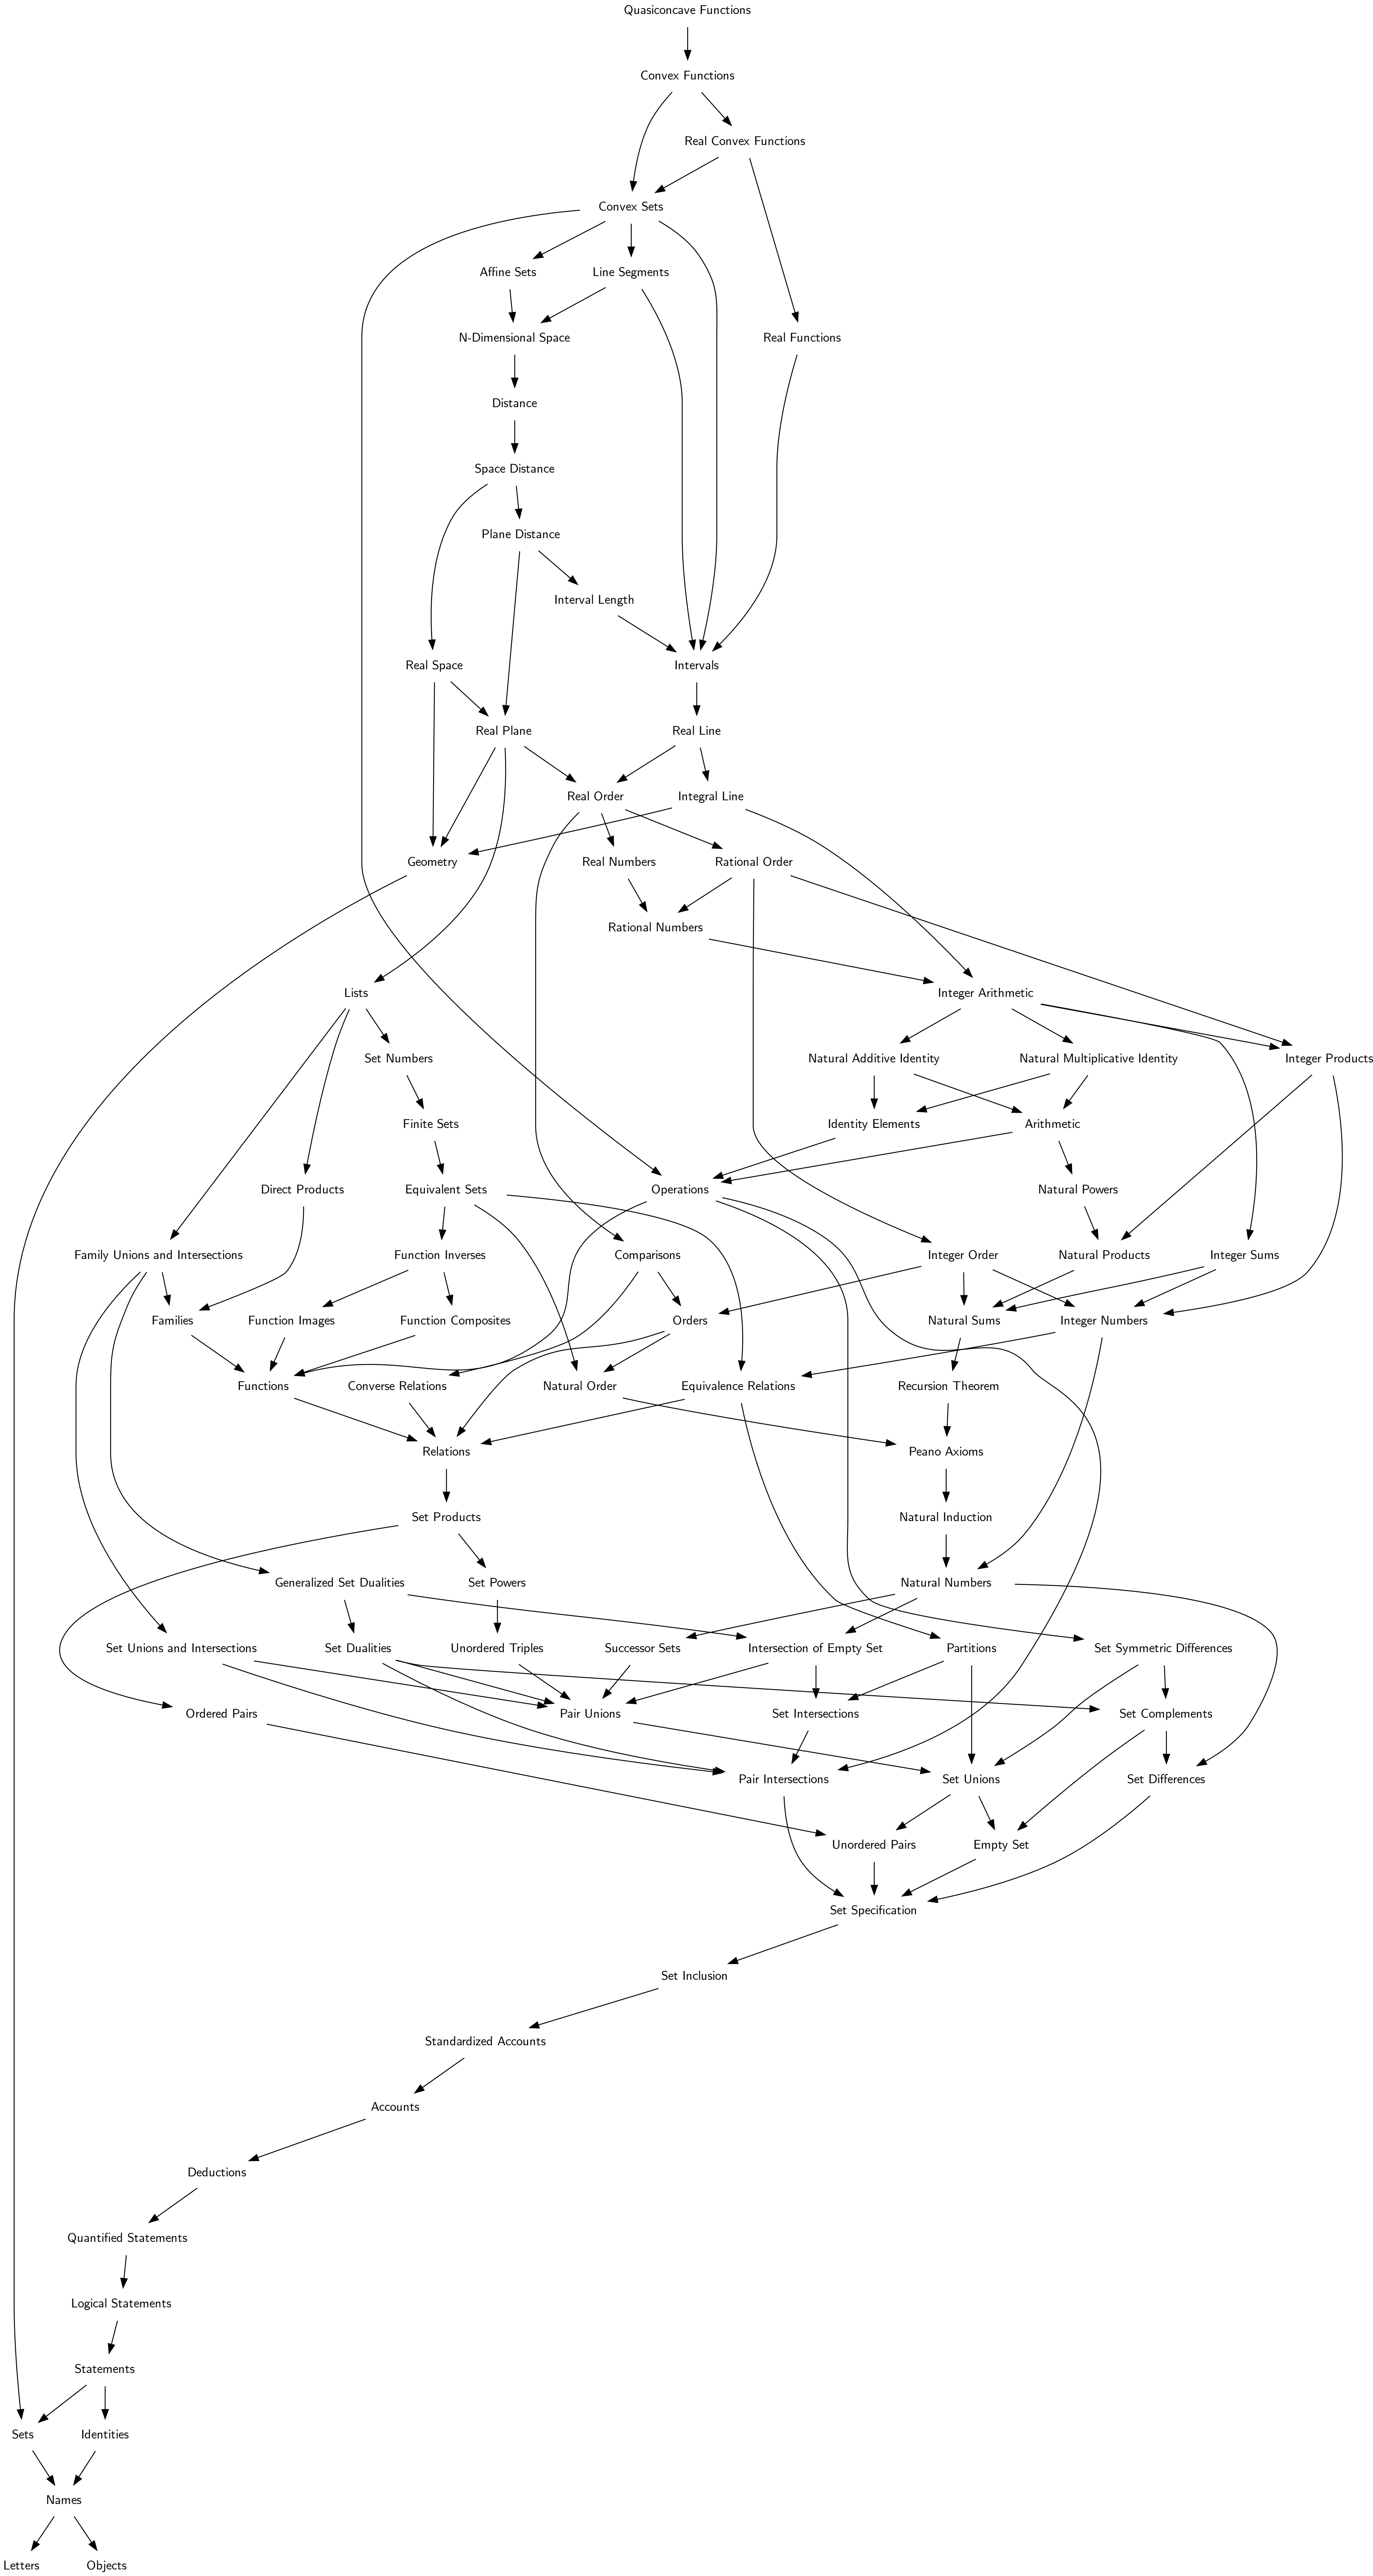 Quasiconcave Functions
Convex Functions
Real Convex Functions
Convex Sets
Affine Sets
Line Segments
N-Dimensional Space
Real Functions
Distance
Space Distance
Plane Distance
Interval Length
Real Space
Intervals
Real Plane
Real Line
Real Order
Integral Line
Geometry
Real Numbers
Rational Order
Rational Numbers
Lists
Integer Arithmetic
Set Numbers
Natural Additive Identity
Natural Multiplicative Identity
Integer Products
Finite Sets
Identity Elements
Arithmetic
Direct Products
Equivalent Sets
Operations
Natural Powers
Family Unions and Intersections
Function Inverses
Comparisons
Integer Order
Natural Products
Integer Sums
Families
Function Images
Function Composites
Orders
Natural Sums
Integer Numbers
Functions
Converse Relations
Natural Order
Equivalence Relations
Recursion Theorem
Relations
Peano Axioms
Set Products
Natural Induction
Generalized Set Dualities
Set Powers
Natural Numbers
Set Unions and Intersections
Set Dualities
Unordered Triples
Successor Sets
Intersection of Empty Set
Partitions
Set Symmetric Differences
Ordered Pairs
Pair Unions
Set Intersections
Set Complements
Pair Intersections
Set Unions
Set Differences
Unordered Pairs
Empty Set
Set Specification
Set Inclusion
Standardized Accounts
Accounts
Deductions
Quantified Statements
Logical Statements
Statements
Sets
Identities
Names
Letters
Objects